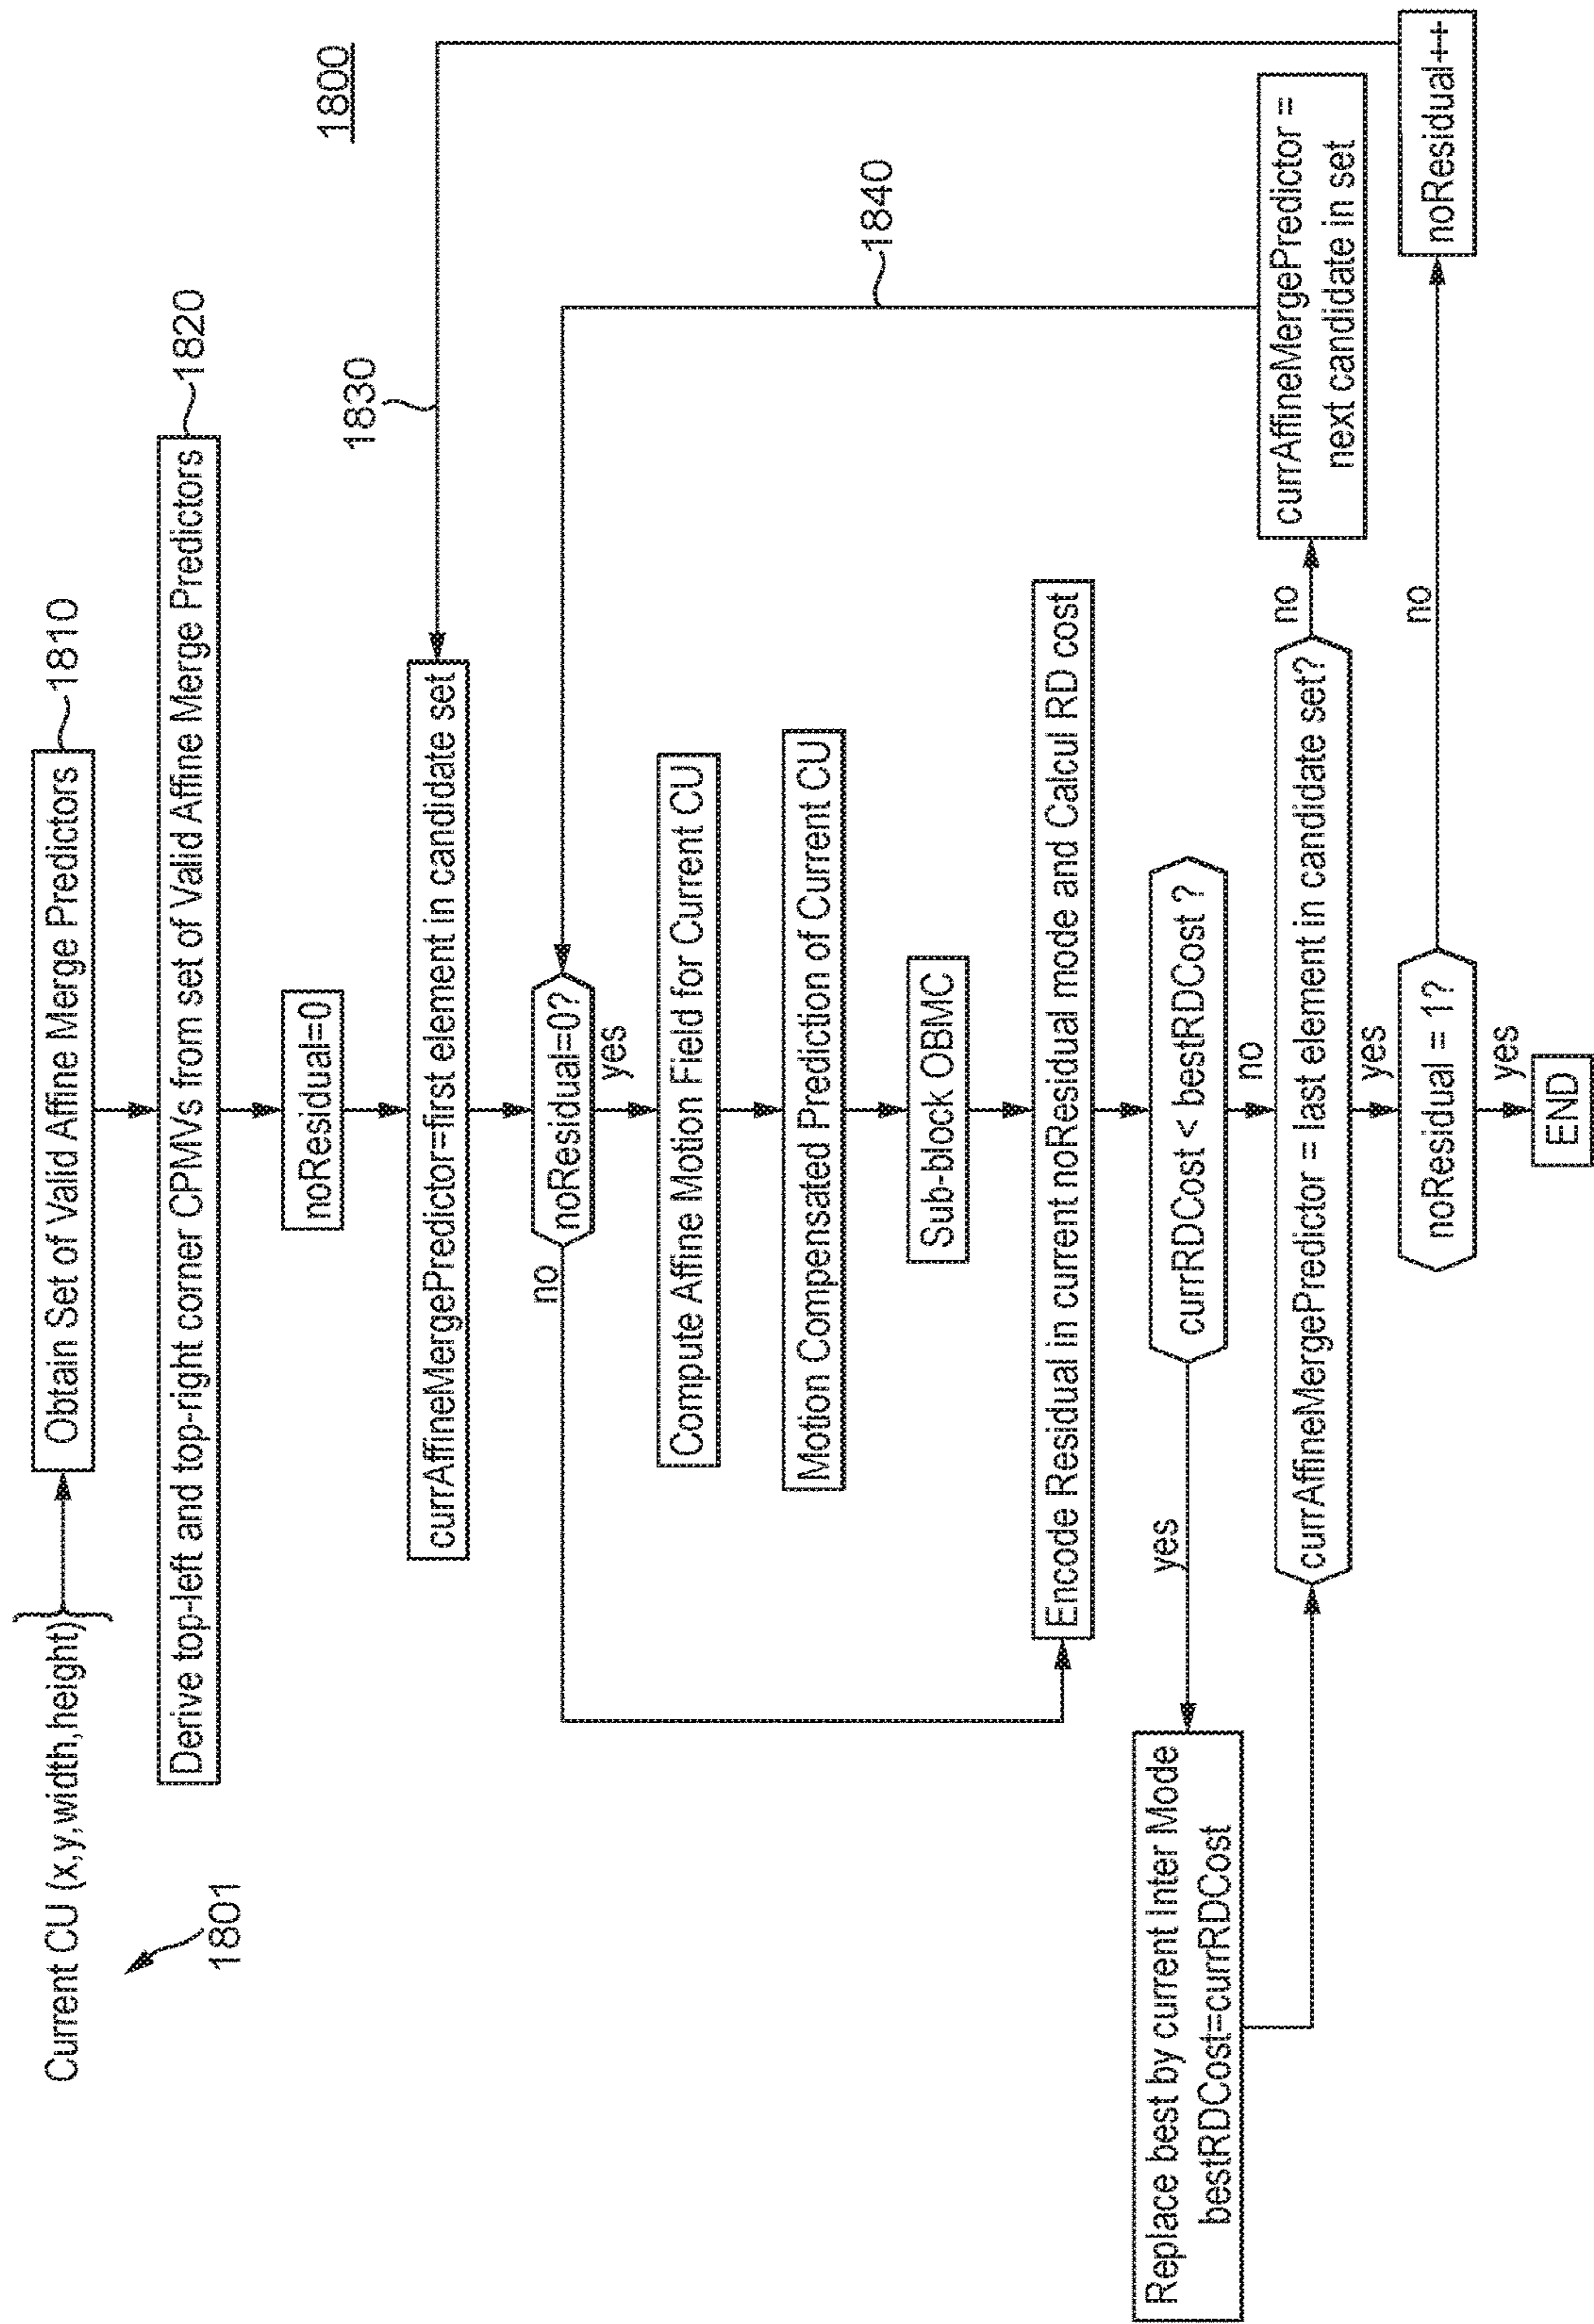 1800
Current CU (x,y,width,height)
1801
Obtain Set of Valid Affine Merge Predictors
1810
Derive top-left and top-right corner CPMVs from set of Valid Affine Merge Predictors
1820
noResidual=0
1830
currAffineMergePredictor=first element in candidate set
noResidual=0?
no
yes
Compute Affine Motion Field for Current CU
Motion Compensated Prediction of Current CU
1840
Sub-block OBMC
Encode Residual in current noResidual mode and Calcul RD cost
currRDCost < bestRDCost ?
yes
no
Replace best by current Inter Mode
bestRDCost=currRDCost
currAffineMergePredictor = last element in candidate set?
no
currAffineMergePredictor =
next candidate in set
yes
noResidual = 1?
no
noResidual++
yes
END